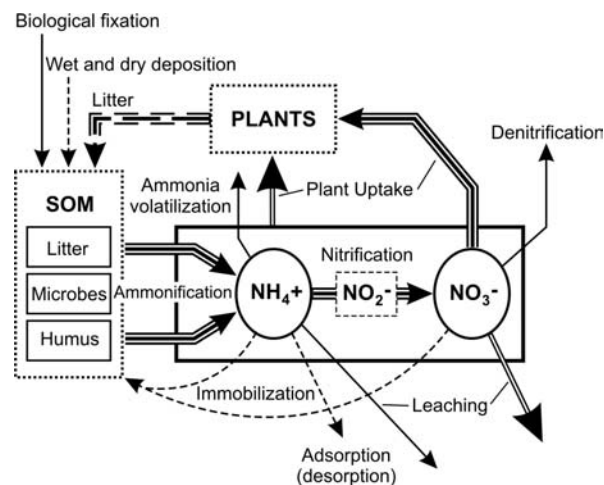 Biological fixation
Wet and dry deposition
Litter
PLANTS
Denitrification
Ammonia
volatilization
Plant Uptake
SOM
Litter
Microbes
Humus
Ammonification
Nitrification
NH₄+
NO₂-
NO₃-
Immobilization
Leaching
Adsorption
(desorption)